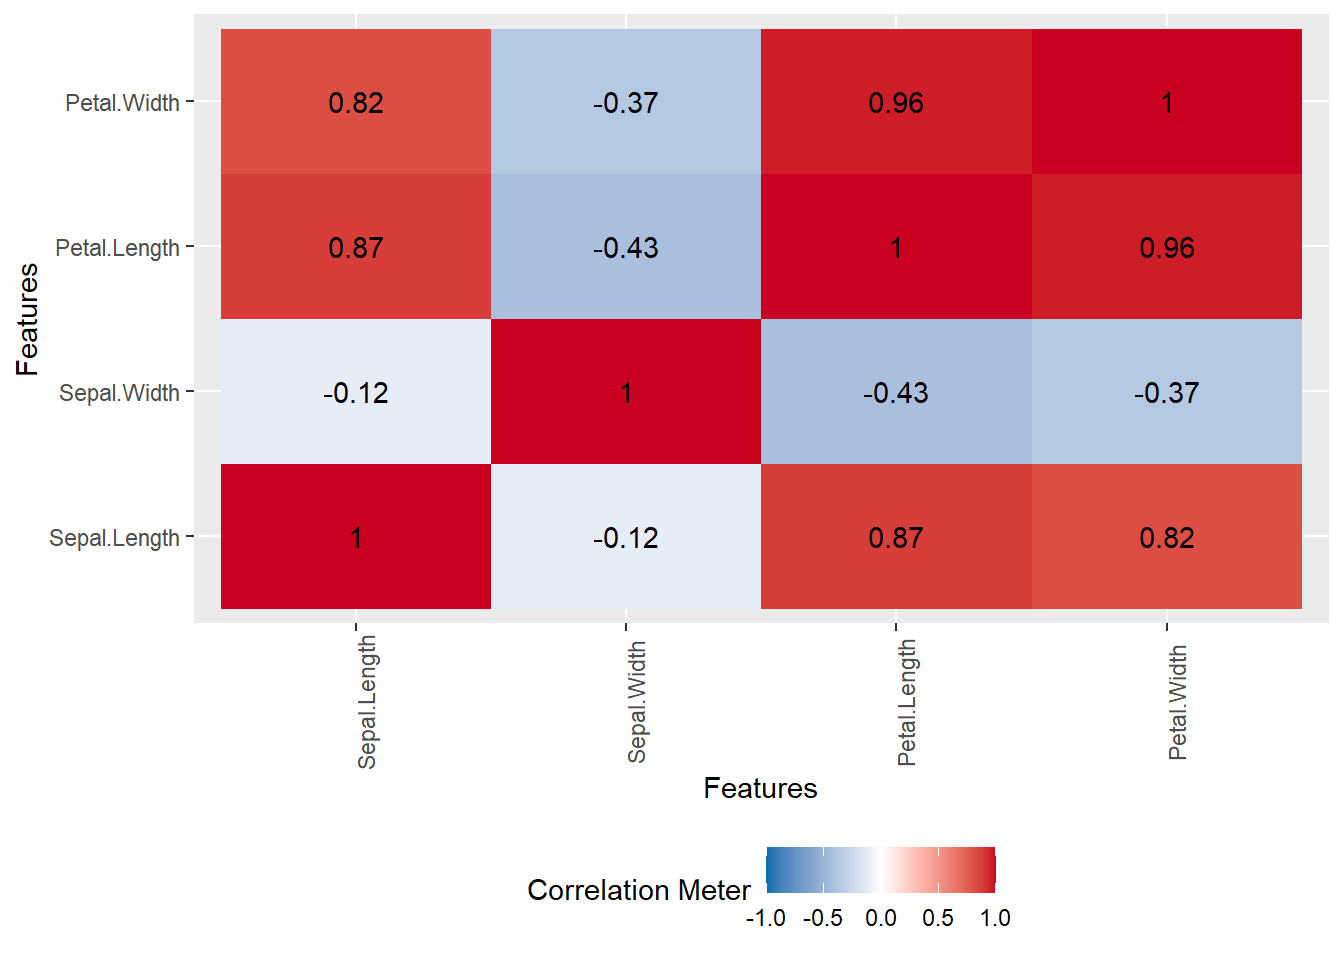 Petal.Width
0.82 -0.37 0.96 1
Petal.Length
0.87 -0.43 1 0.96
Sepal.Width
-0.12 1 -0.43 -0.37
Sepal.Length
1 -0.12 0.87 0.82
Features
Sepal.Length
Sepal.Width
Petal.Length
Petal.Width
Features
Correlation Meter
-1.0 -0.5 0.0 0.5 1.0